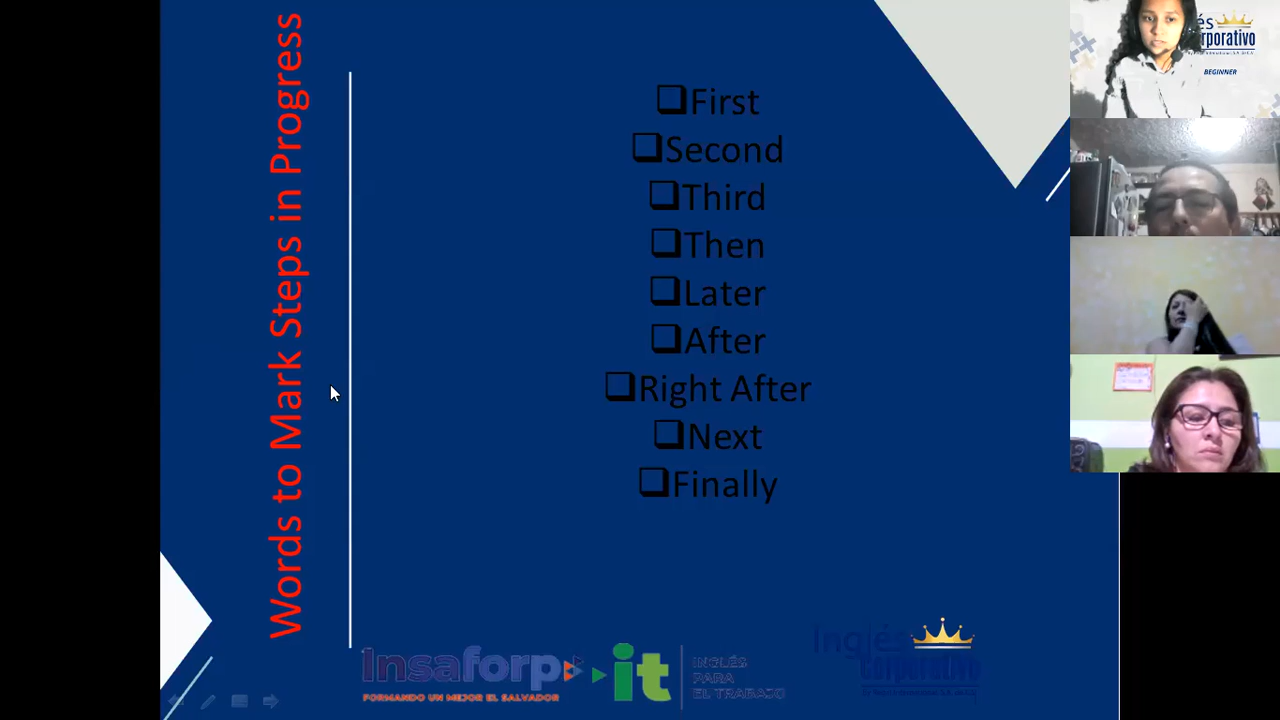 Words to Mark Steps in Progress
First
Second
Third
Then
Later
After
Right After
Next
Finally
Insaforp
FORMANDO UN MEJOR EL SALVADOR
it
INGLÉS
PARA
EL TRABAJO
Inglés
Corporativo
és
rporativo
BEGINNER